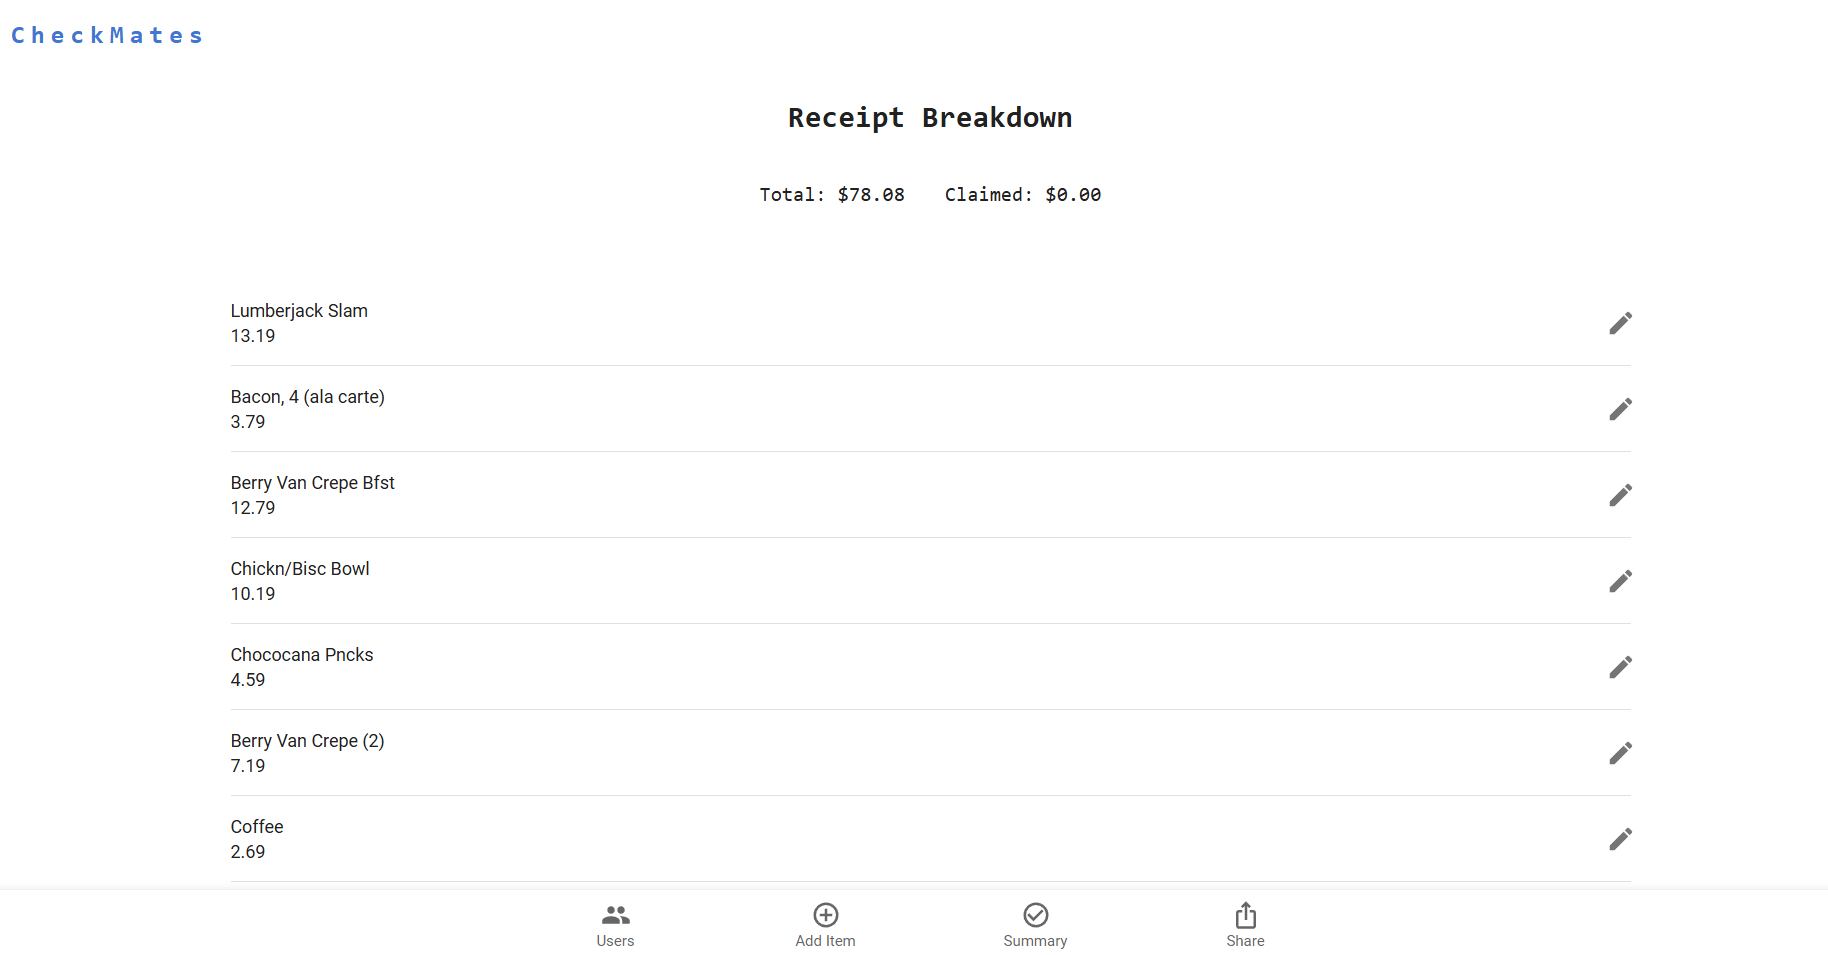 CheckMates
Receipt Breakdown
Total: $78.08 Claimed: $0.00
Lumberjack Slam
13.19
Bacon, 4 (ala carte)
3.79
Berry Van Crepe Bfst
12.79
Chickn/Bisc Bowl
10.19
Chococana Pncks
4.59
Berry Van Crepe (2)
7.19
Coffee
2.69
Users Add Item Summary Share